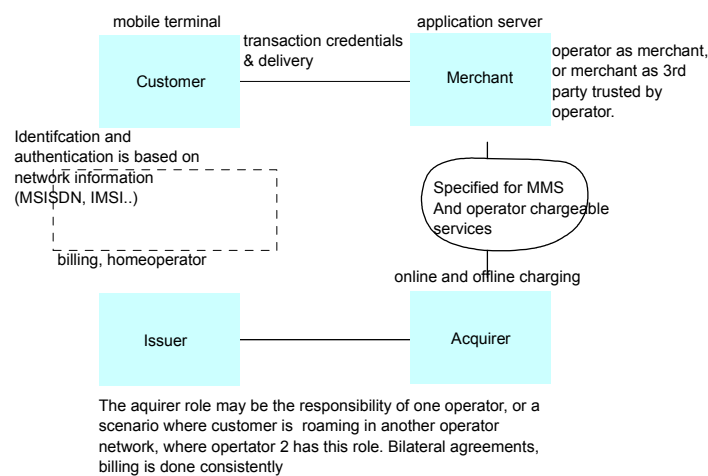 mobile terminal
application server
transaction credentials
& delivery
Customer
Merchant
operator as merchant,
or merchant as 3rd
party trusted by
operator.
Identifcation and
authentication is based on
network information
(MSISDN, IMSI..)
Specified for MMS
And operator chargeable
services
billing, homeoperator
online and offline charging
Issuer
Acquirer
The aquirer role may be the responsibility of one operator, or a
scenario where customer is  roaming in another operator
network, where opertator 2 has this role. Bilateral agreements,
billing is done consistently